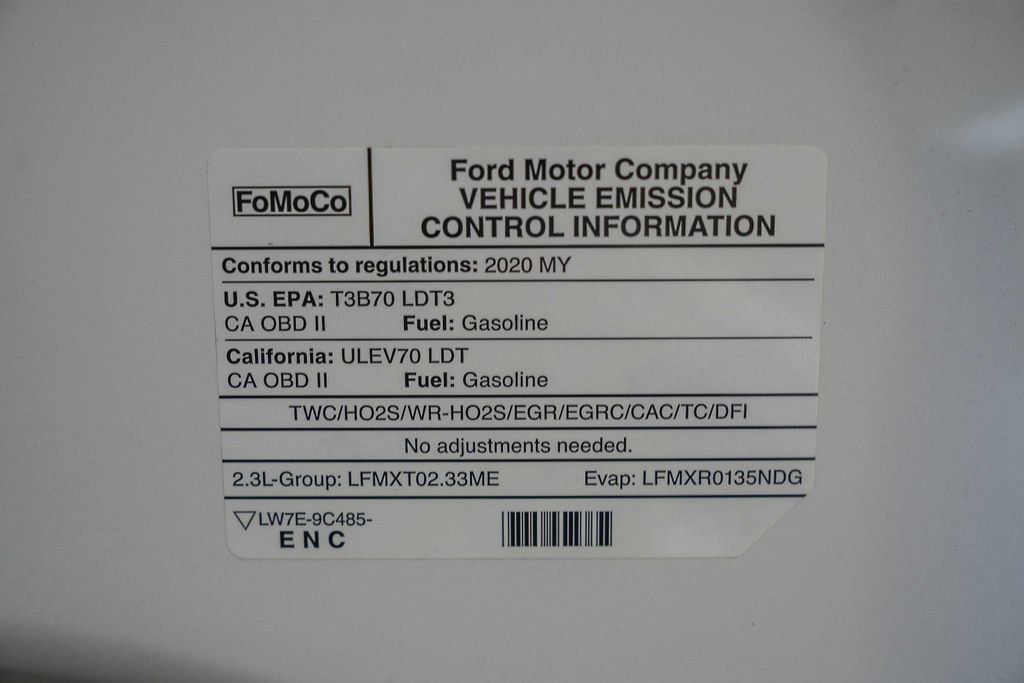 FoMoCo
Ford Motor Company
VEHICLE EMISSION
CONTROL INFORMATION
Conforms to regulations: 2020 MY
U.S. EPA: T3B70 LDT3
CA OBD II Fuel: Gasoline
California: ULEV70 LDT
CA OBD II Fuel: Gasoline
TWC/HO2S/WR-HO2S/EGR/EGRC/CAC/TC/DFI
No adjustments needed.
2.3L-Group: LFMXT02.33ME Evap: LFMXR0135NDG
LW7E-9C485-
E N C